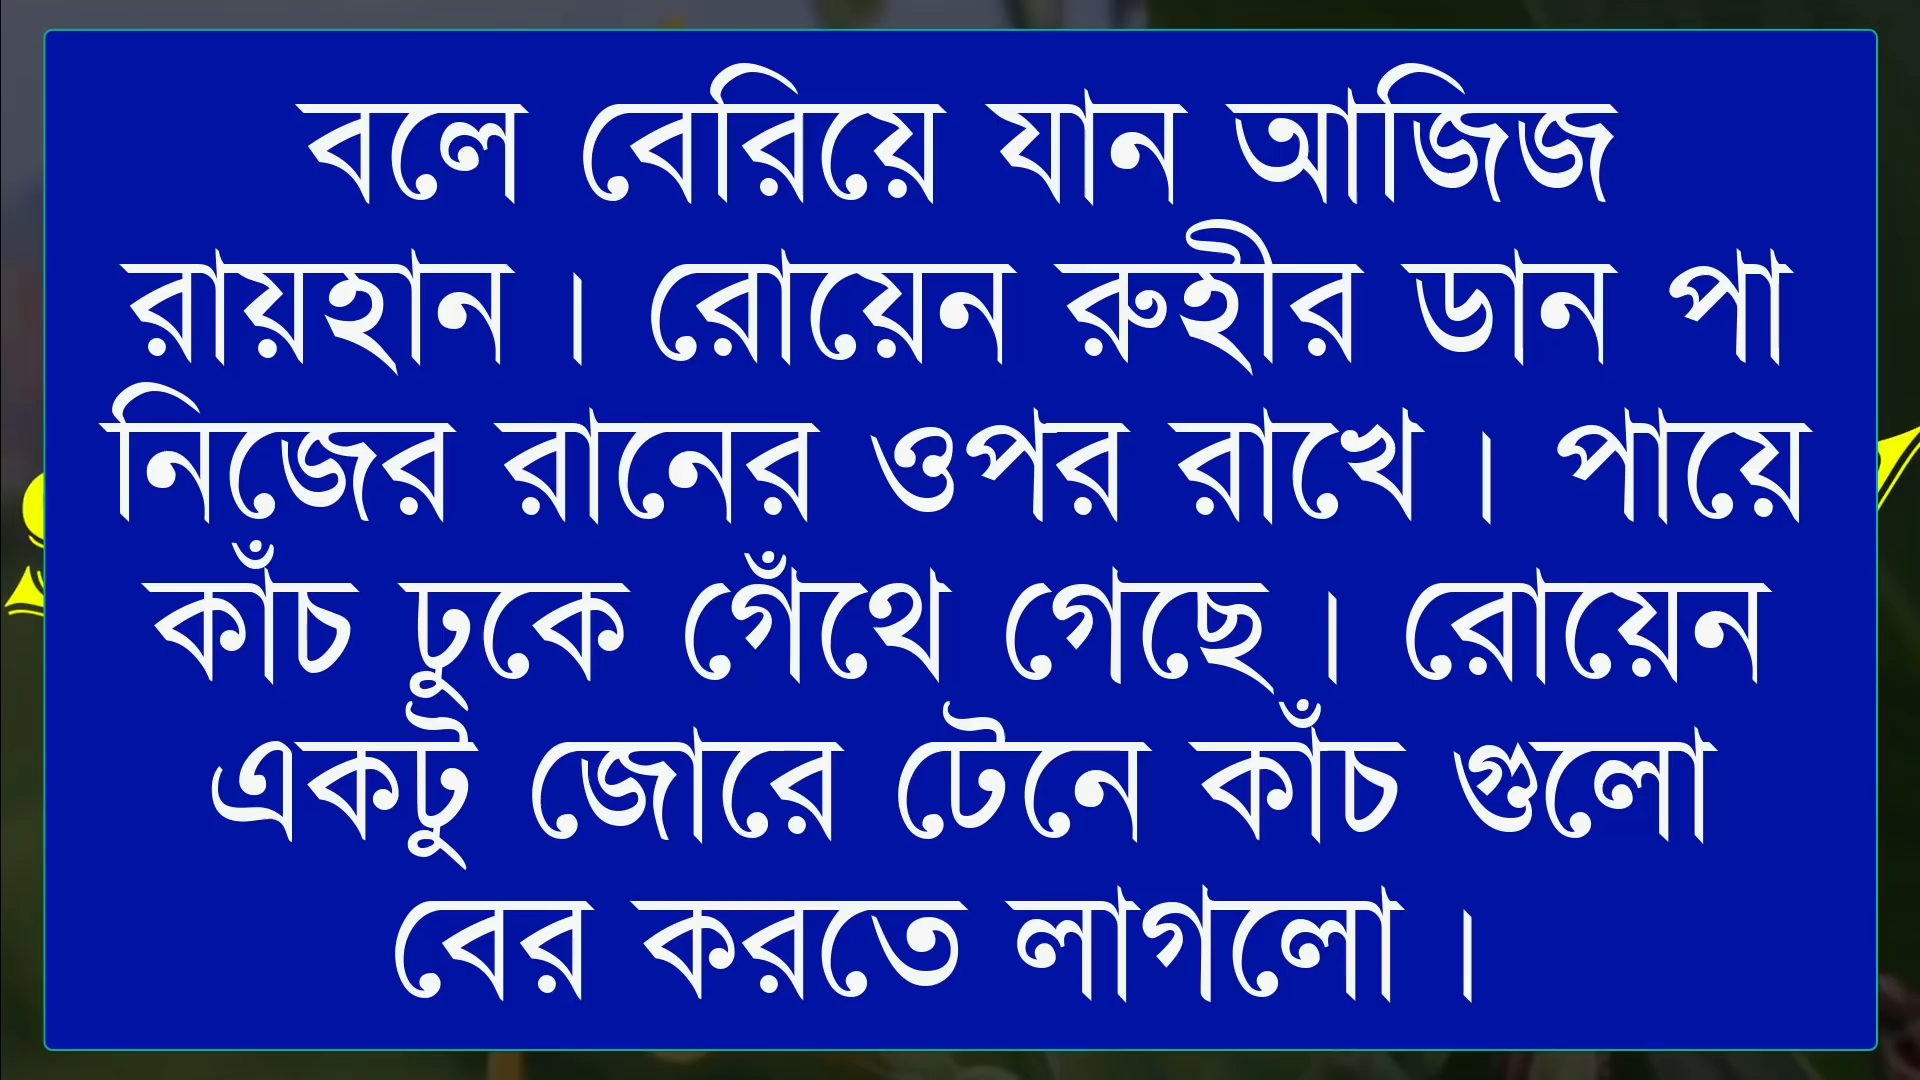 বলে বেরিয়ে যান আজিজ
রায়হান । রোয়েন রুহীর ডান পা
নিজের রানের ওপর রাখে । পায়ে
কাঁচ ঢুকে গেঁথে গেছে । রোয়েন
একটু জোরে টেনে কাঁচ গুলো
বের করতে লাগলো ।